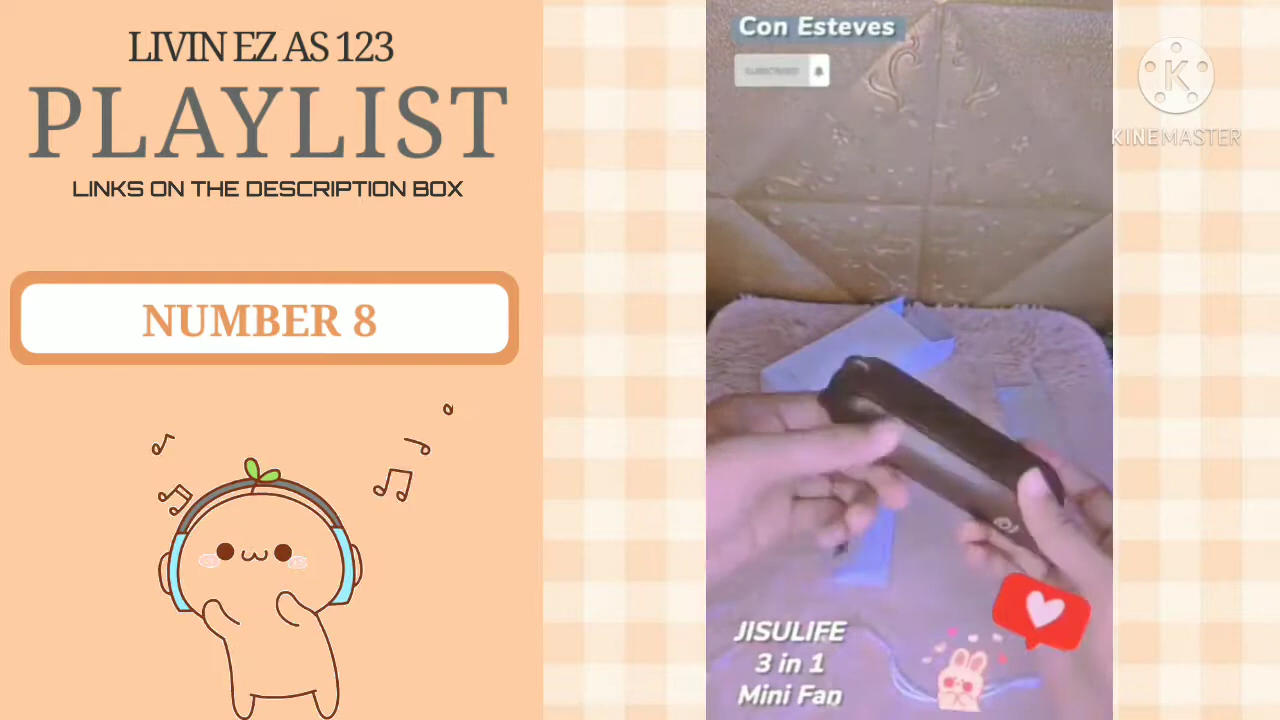 LIVIN EZ AS 123
PLAYLIST
LINKS ON THE DESCRIPTION BOX
NUMBER 8
Con Esteves
SUBSCRIBED
K
KINEMASTER
JISULIFE
3 in 1
Mini Fan